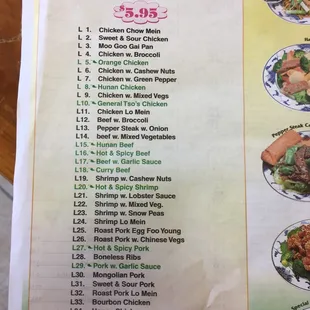 $5.95
L 1. Chicken Chow Mein
L 2. Sweet & Sour Chicken
L 3. Moo Goo Gai Pan
L 4. Chicken w. Broccoli
L 5. Orange Chicken
L 6. Chicken w. Cashew Nuts
L 7. Chicken w. Green Pepper
L 8. Hunan Chicken
L 9. Chicken w. Mixed Vegs
L10. General Tso's Chicken
L11. Chicken Lo Mein
L12. Beef w. Broccoli
L13. Pepper Steak w. Onion
L14. beef w. Mixed Vegetables
L15. Hunan Beef
L16. Hot & Spicy Beef
L17. Beef w. Garlic Sauce
L18. Curry Beef
L19. Shrimp w. Cashew Nuts
L20. Hot & Spicy Shrimp
L21. Shrimp w. Lobster Sauce
L22. Shrimp w. Mixed Veg.
L23. Shrimp w. Snow Peas
L24. Shrimp Lo Mein
L25. Roast Pork Egg Foo Young
L26. Roast Pork w. Chinese Vegs
L27. Hot & Spicy Pork
L28. Boneless Ribs
L29. Pork w. Garlic Sauce
L30. Mongolian Pork
L31. Sweet & Sour Pork
L32. Roast Pork Lo Mein
L33. Bourbon Chicken
Pepper Steak